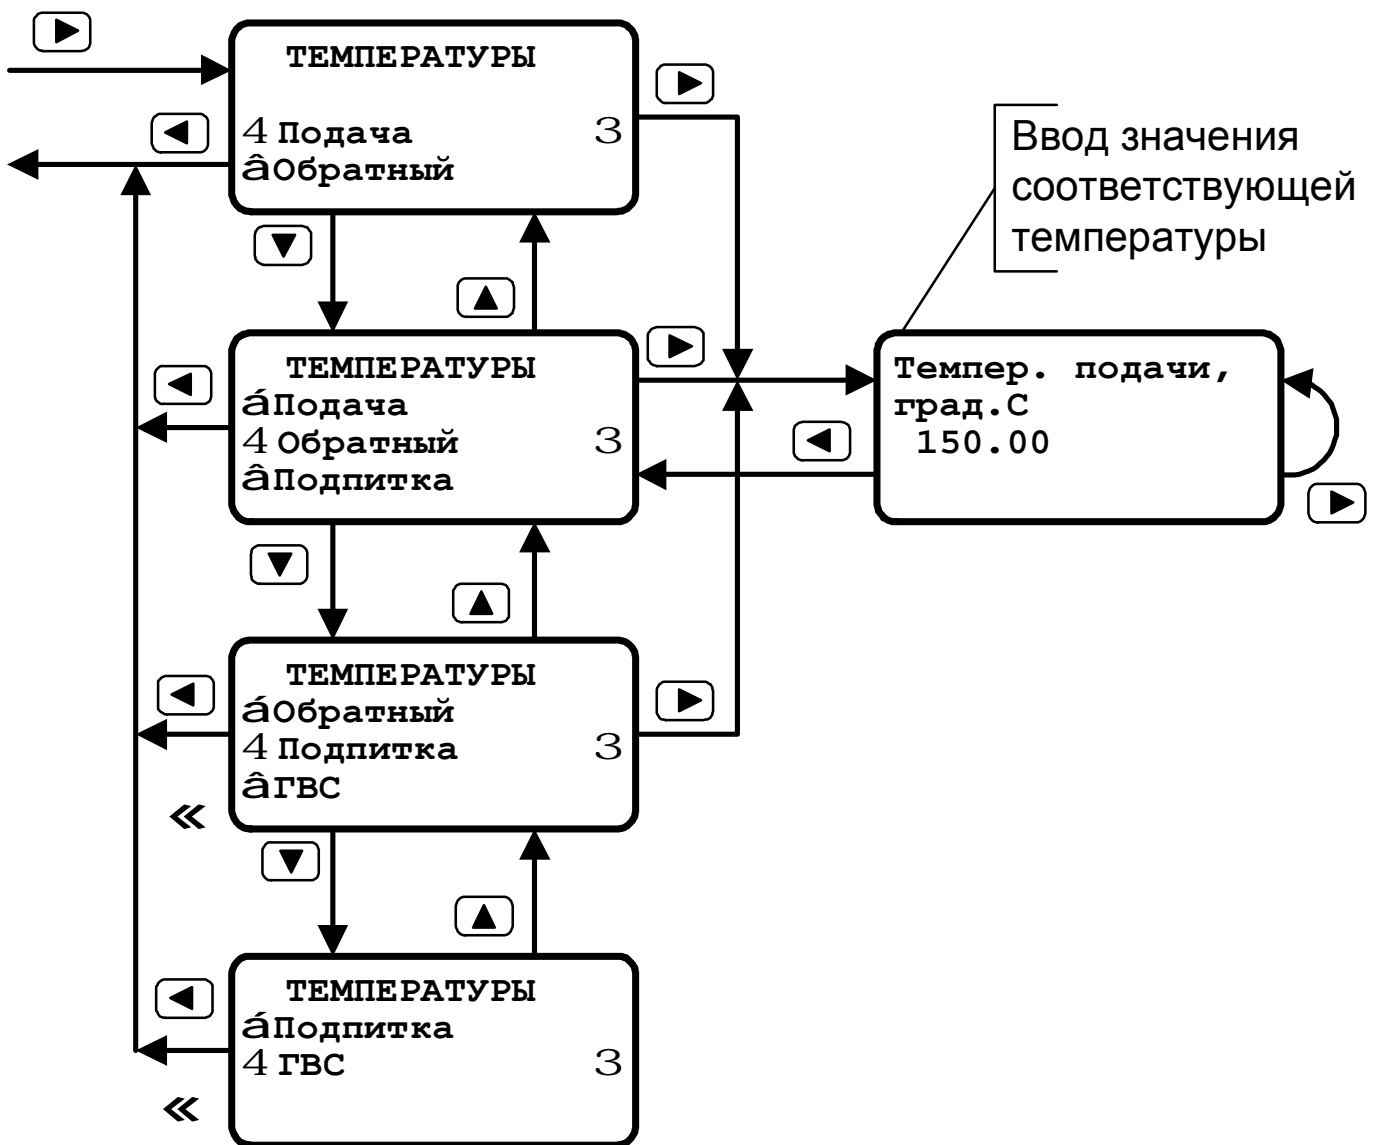 ТЕМПЕРАТУРЫ
4 Подача 3
âОбратный
Ввод значения
соответствующей
температуры
ТЕМПЕРАТУРЫ
áПодача
4 Обратный 3
âПодпитка
Темпер. подачи,
град.С
150.00
ТЕМПЕРАТУРЫ
áОбратный
4 Подпитка 3
âГВС
«
ТЕМПЕРАТУРЫ
áПодпитка
4 ГВС 3
«